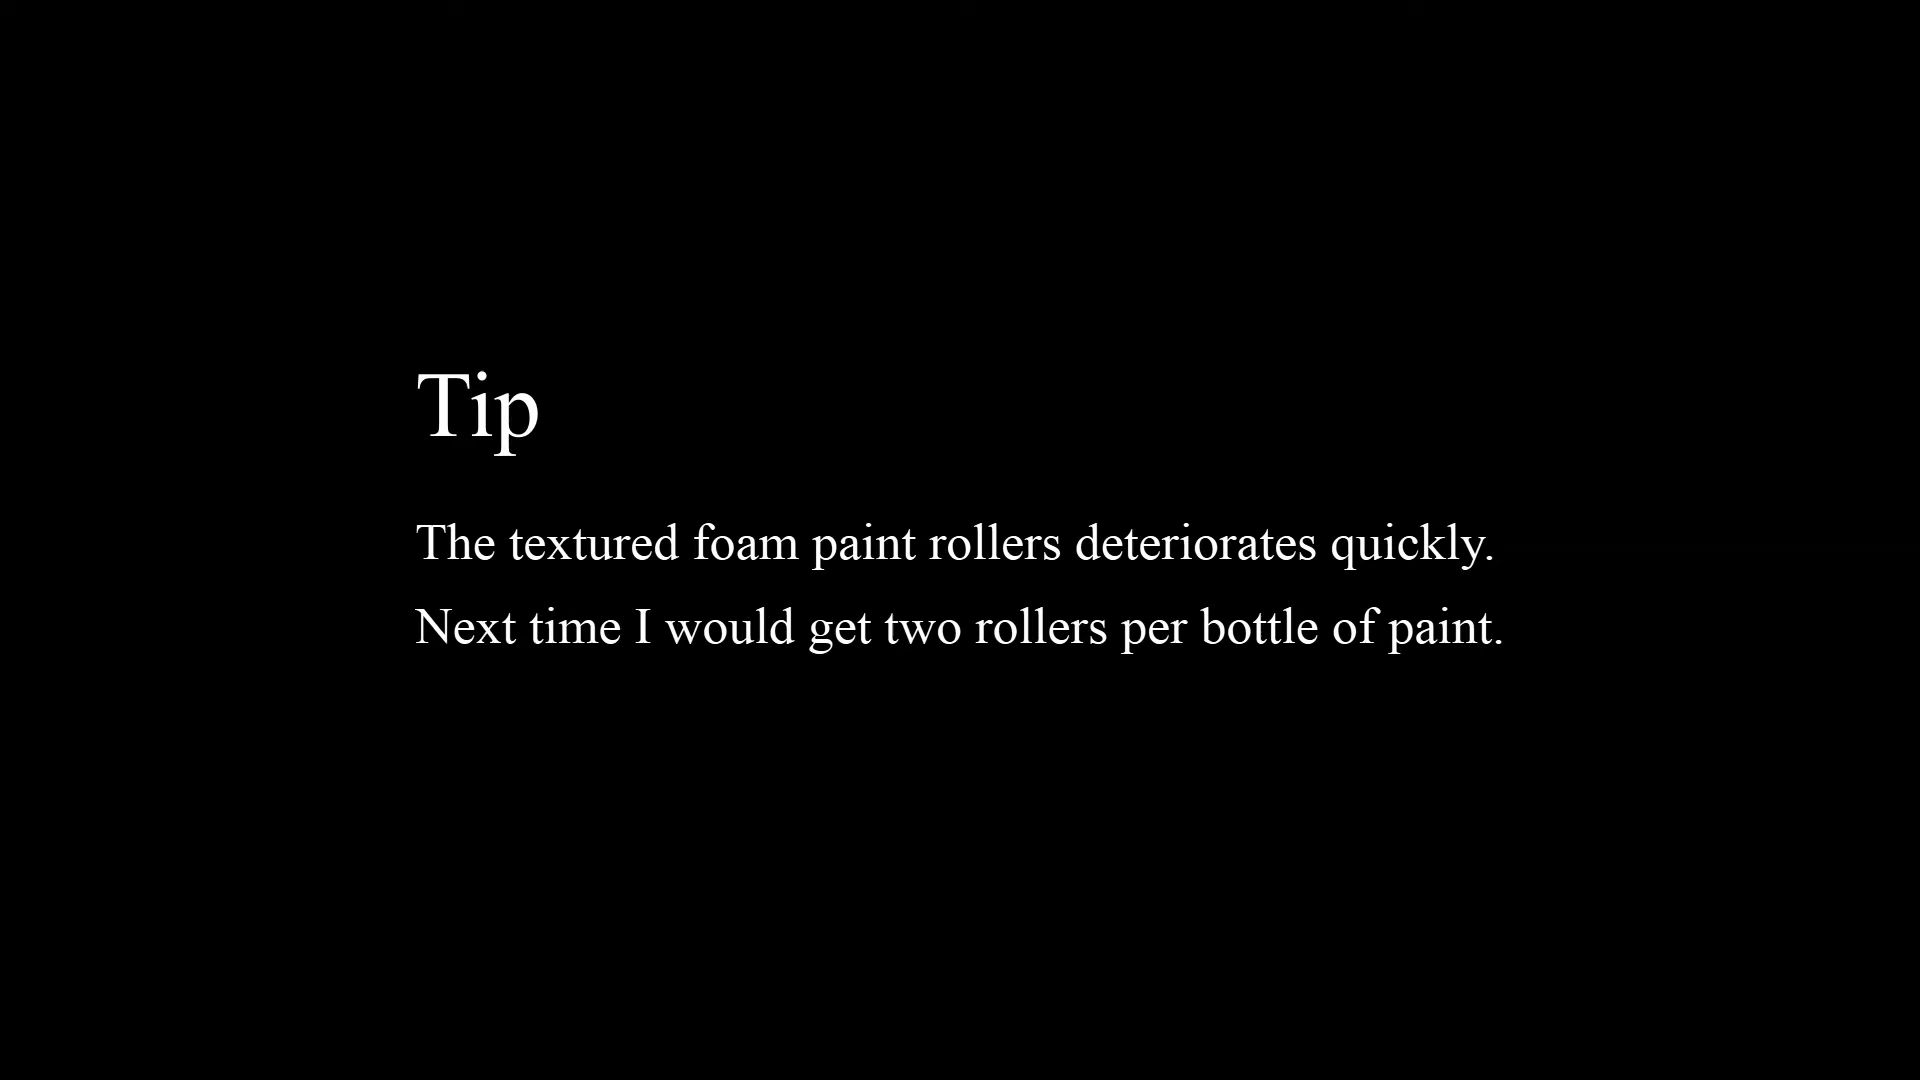 Tip
The textured foam paint rollers deteriorates quickly.
Next time I would get two rollers per bottle of paint.